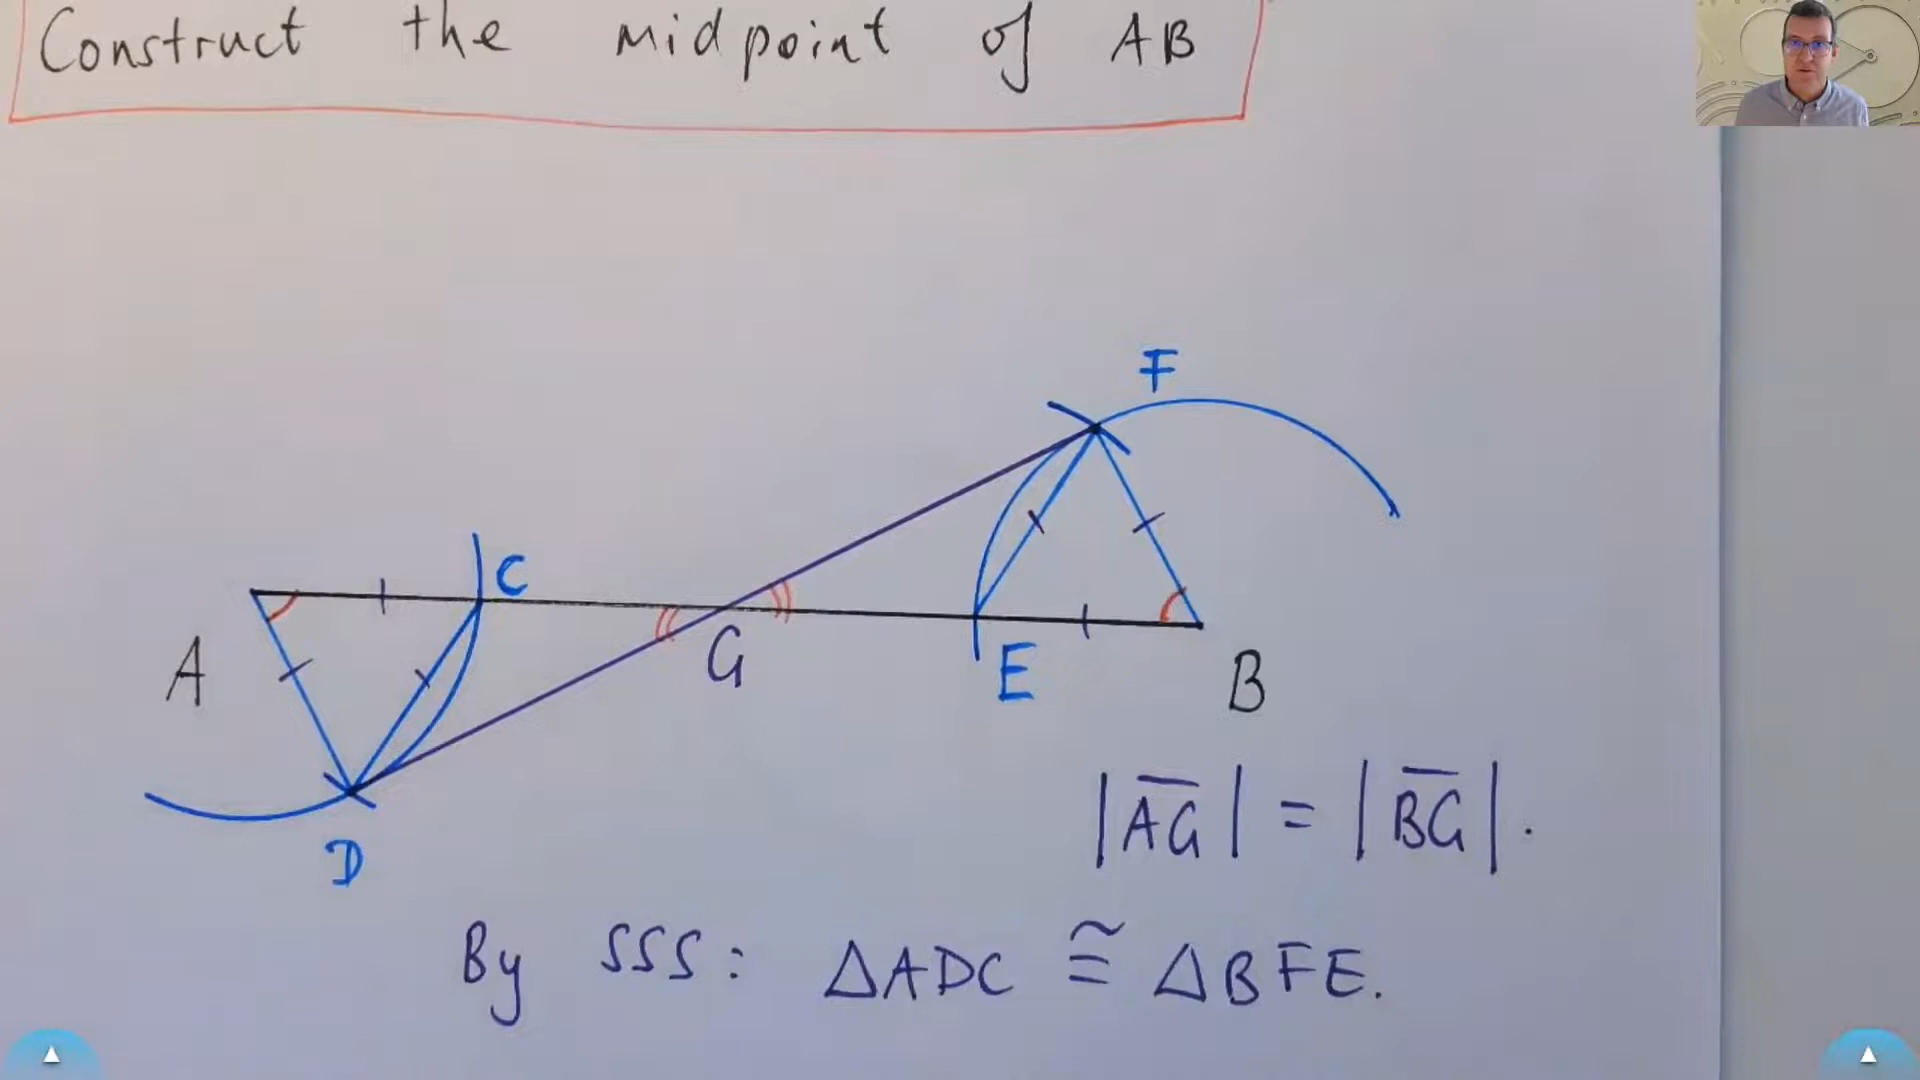 Construct the midpoint of AB
F
C
A
G
E
B
D
|AG| = |BG|.
By SSS: △ADC ≅ △BFE.